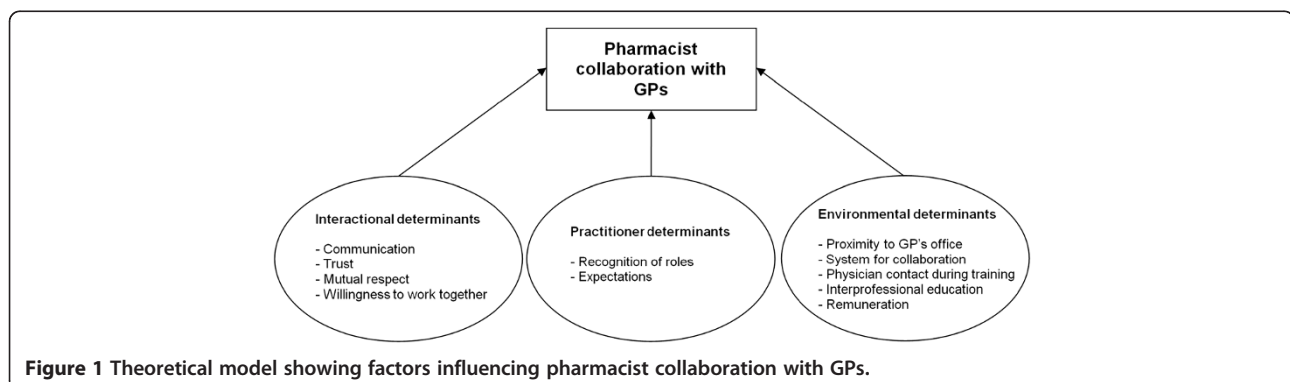 Pharmacist
collaboration with
GPs
Interactional determinants
- Communication
- Trust
- Mutual respect
- Willingness to work together
Practitioner determinants
- Recognition of roles
- Expectations
Environmental determinants
- Proximity to GP's office
- System for collaboration
- Physician contact during training
- Interprofessional education
- Remuneration
Figure 1 Theoretical model showing factors influencing pharmacist collaboration with GPs.